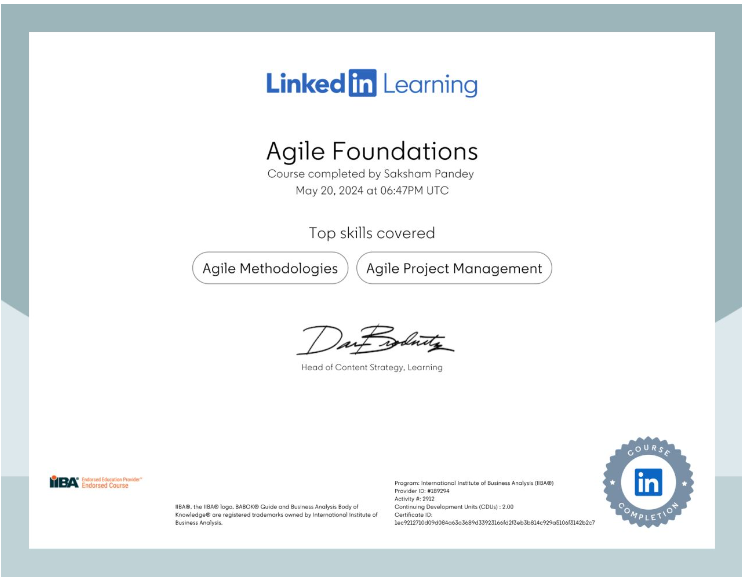 Linked in Learning
Agile Foundations
Course completed by Saksham Pandey
May 20, 2024 at 06:47PM UTC
Top skills covered
Agile Methodologies
Agile Project Management
Head of Content Strategy, Learning
IIBA® Endorsed Education Provider™
Endorsed Course
IIBA®, the IIBA® logo, BABOK® Guide and Business Analysis Body of
Knowledge® are registered trademarks owned by International Institute of
Business Analysis.
Program: International Institute of Business Analysis (IIBA®)
Provider ID: #189294
Activity #: 2912
Continuing Development Units (CDUs) : 2.00
Certificate ID:
COURSE
in
COMPLETION